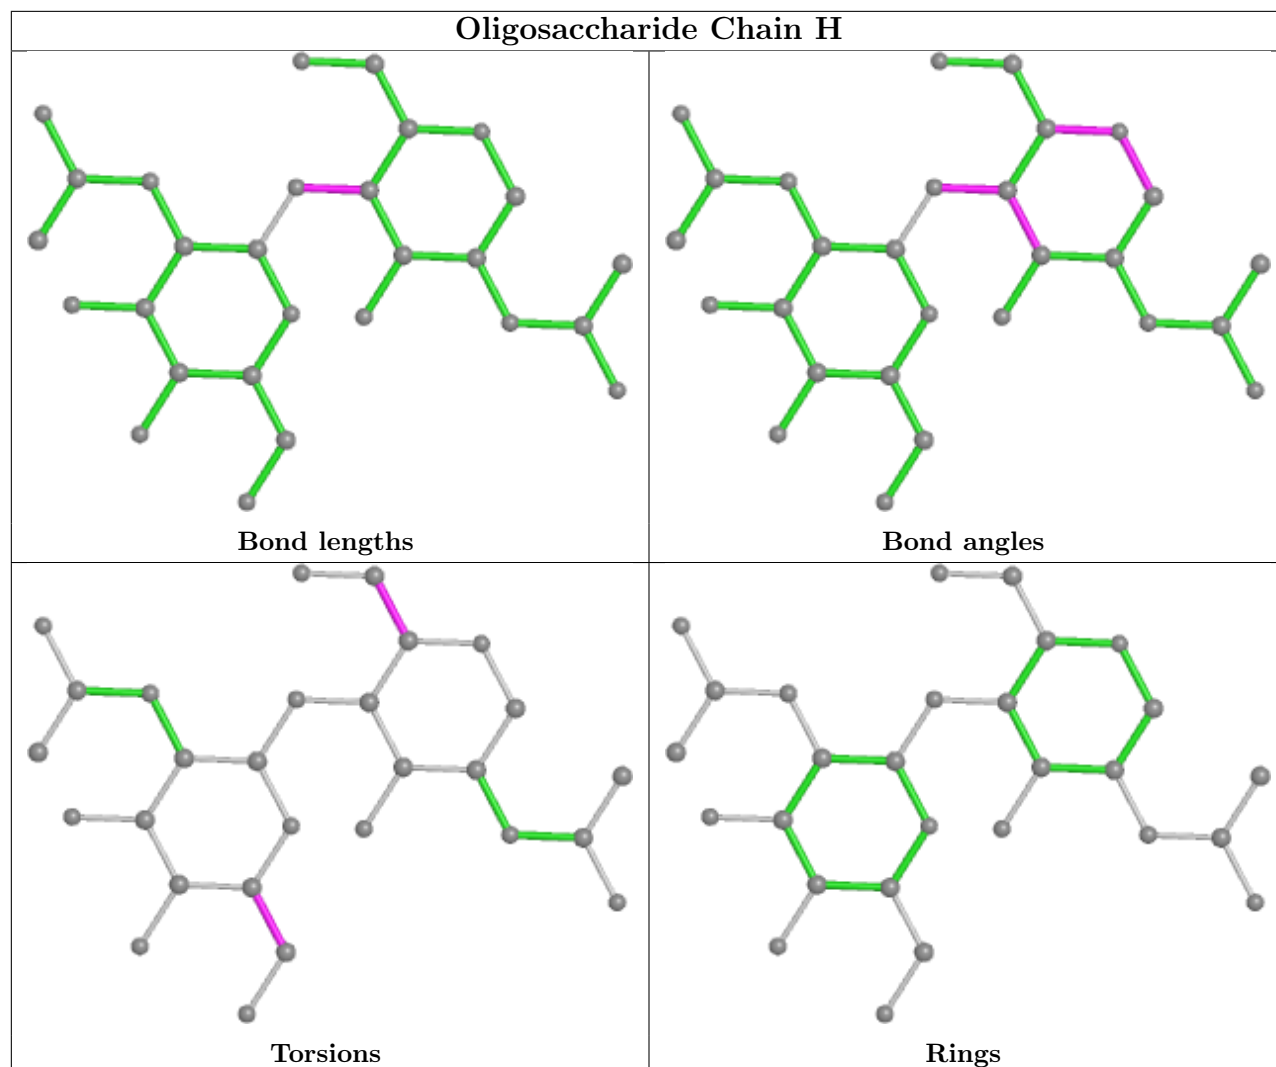 Oligosaccharide Chain H
Bond lengths
Bond angles
Torsions
Rings